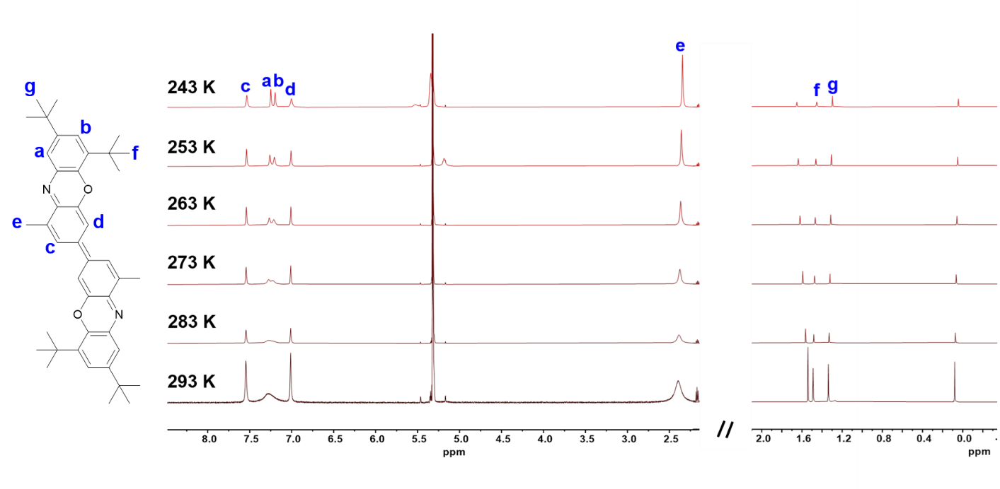 g
b
a
f
N
O
e
d
c
O
N
243 K
c
a b
d
e
f
g
253 K
263 K
273 K
283 K
293 K
8.0 7.5 7.0 6.5 6.0 5.5 5.0 4.5 4.0 3.5 3.0 2.5
ppm
//
2.0 1.6 1.2 0.8 0.4 0.0
ppm